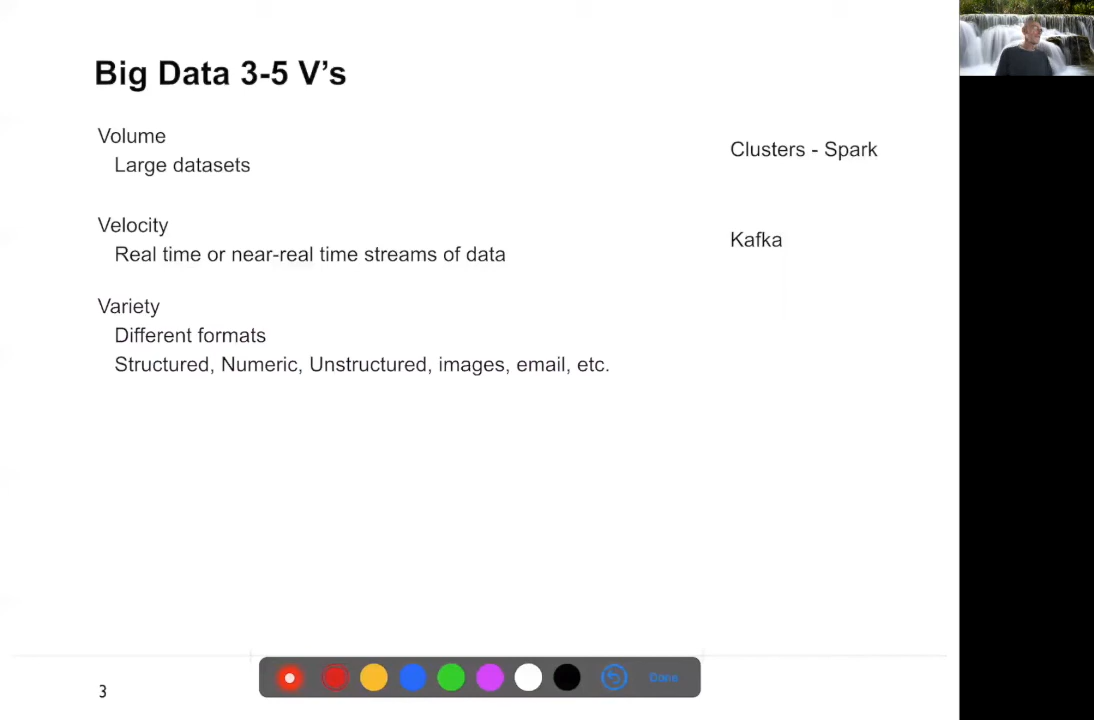 Big Data 3-5 V's
Volume
Large datasets
Clusters - Spark
Velocity
Real time or near-real time streams of data
Kafka
Variety
Different formats
Structured, Numeric, Unstructured, images, email, etc.
3
Done